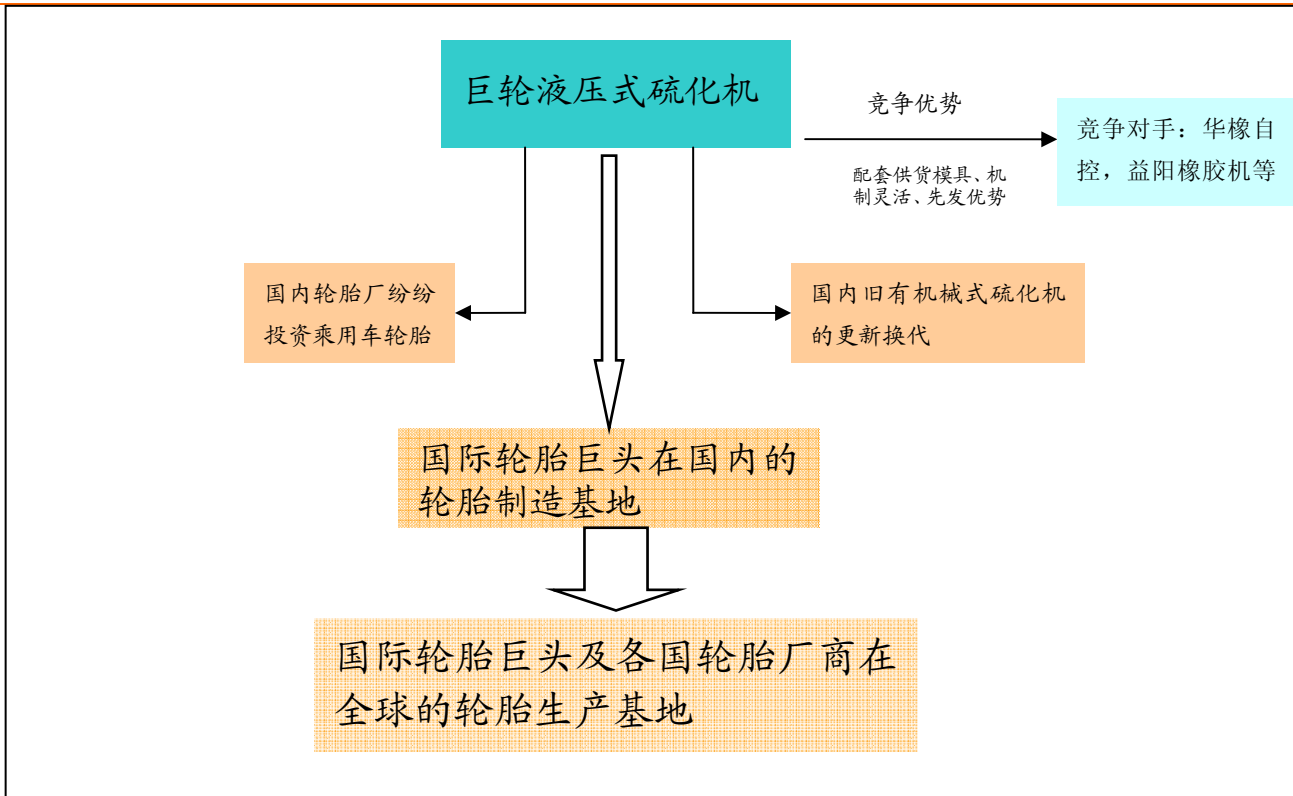 巨轮液压式硫化机
竞争优势
配套供货模具、机
制灵活、先发优势
竞争对手：华橡自
控，益阳橡胶机等
国内轮胎厂纷纷
投资乘用车轮胎
国内旧有机械式硫化机
的更新换代
国际轮胎巨头在国内的
轮胎制造基地
国际轮胎巨头及各国轮胎厂商在
全球的轮胎生产基地